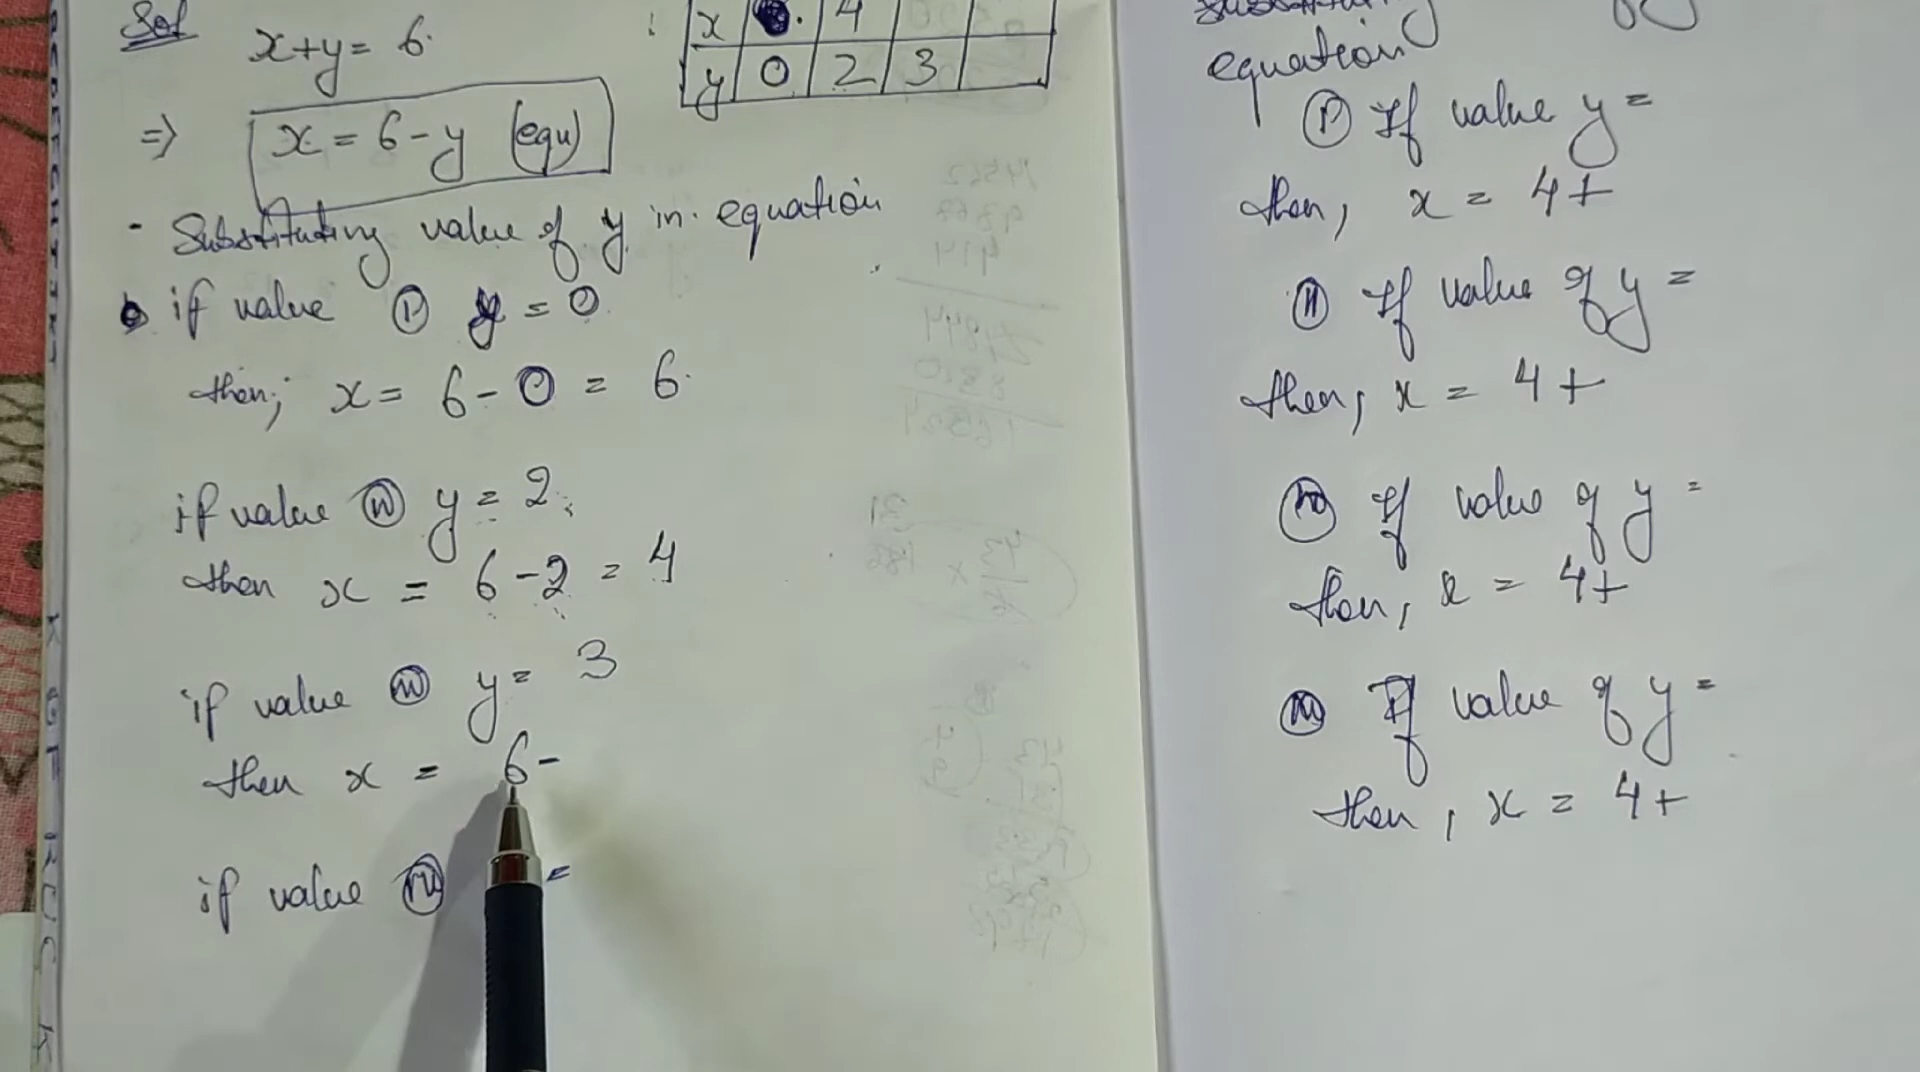 Sol
x+y= 6.
x 4
y 0 2 3
=> x = 6-y (equ)
- Substituting value of y in. equation
if value (i) y = 0
then; x = 6-0 = 6.
if value (ii) y = 2
then x = 6-2 = 4
if value (iii) y = 3
then x = 6-
if value (iv) =
equation
(i) If value y =
then, x = 4+
(ii) If value of y =
then, x = 4+
(iii) If value of y =
then, x = 4+
(iv) If value of y =
then, x = 4+